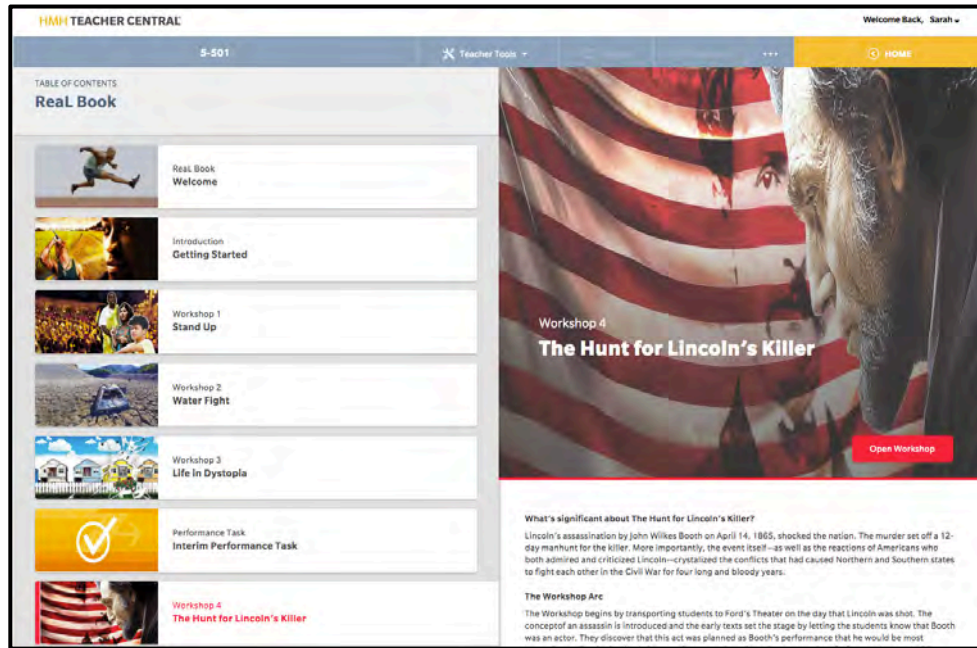 HMH TEACHER CENTRAL
Welcome Back, Sarah
S-S01
Teacher Tools
...
HOME
TABLE OF CONTENTS
ReaL Book
ReaL Book
Welcome
Introduction
Getting Started
Workshop 1
Stand Up
Workshop 2
Water Fight
Workshop 3
Life in Dystopia
Performance Task
Interim Performance Task
Workshop 4
The Hunt for Lincoln's Killer
Workshop 4
The Hunt for Lincoln's Killer
Open Workshop
What's significant about The Hunt for Lincoln's Killer?
Lincoln's assassination by John Wilkes Booth on April 14, 1865, shocked the nation. The murder set off a 12-
day manhunt for the killer. More importantly, the event itself—as well as the reactions of Americans who
both admired and criticized Lincoln—crystalized the conflicts that had caused Northern and Southern states
to fight each other in the Civil War for four long and bloody years.
The Workshop Arc
The Workshop begins by transporting students to Ford's Theater on the day that Lincoln was shot. The
conceptof an assassin is introduced and the early texts set the stage by letting the students know that Booth
was an actor. They discover that this act was planned as Booth's performance that he would be most